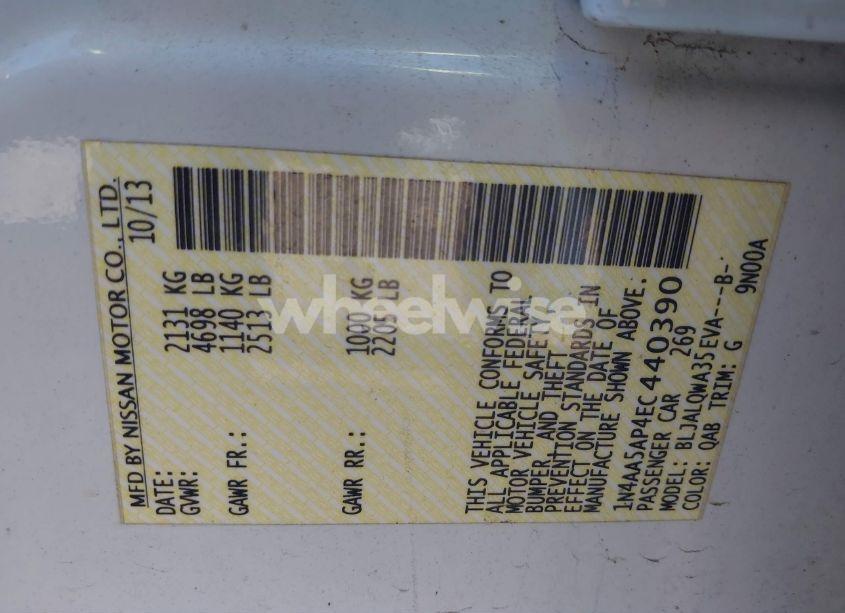 MFD BY NISSAN MOTOR CO., LTD.
DATE: 10/13
GVWR: 2131 KG
4698 LB
GAWR FR.: 1140 KG
2513 LB
GAWR RR.: 1000 KG
2205 LB
THIS VEHICLE CONFORMS TO
ALL APPLICABLE FEDERAL
MOTOR VEHICLE SAFETY,
BUMPER, AND THEFT
PREVENTION STANDARDS IN
EFFECT ON THE DATE OF
MANUFACTURE SHOWN ABOVE.
1N4AA5AP4EC440390
PASSENGER CAR 269
MODEL: BLJALQWA35EVA---B-
COLOR: QAB TRIM: G 9N00A
wheelwise